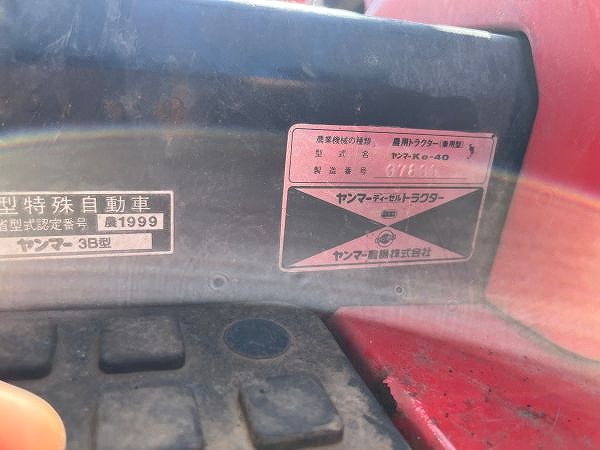 型特殊自動車
省型式認定番号 農1999
ヤンマー 3B型
農業機械の種類 農用トラクター(乗用型)
型式名 ヤンマーKe-40
製造番号
ヤンマーディーゼルトラクター
ヤンマー農機株式会社